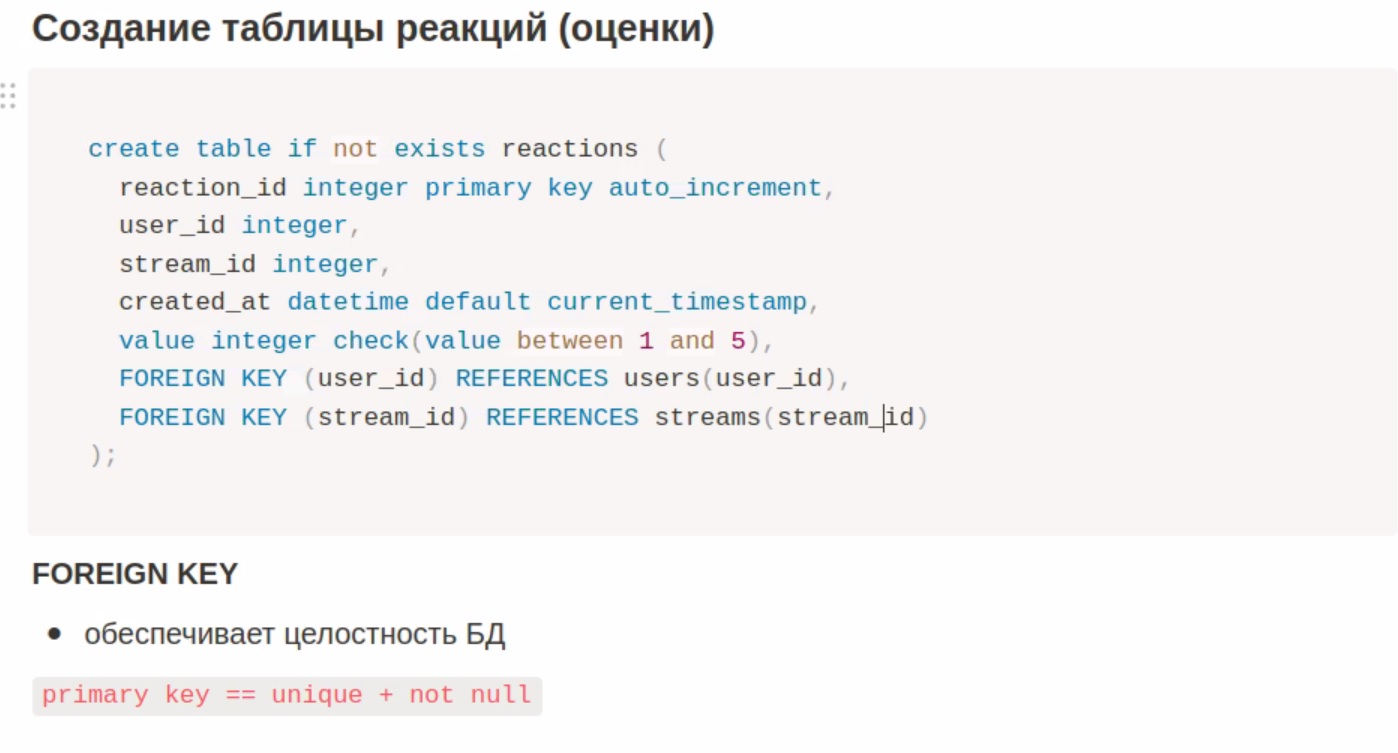 Создание таблицы реакций (оценки)
create table if not exists reactions (
  reaction_id integer primary key auto_increment,
  user_id integer,
  stream_id integer,
  created_at datetime default current_timestamp,
  value integer check(value between 1 and 5),
  FOREIGN KEY (user_id) REFERENCES users(user_id),
  FOREIGN KEY (stream_id) REFERENCES streams(stream_id)
);
FOREIGN KEY
● обеспечивает целостность БД
primary key == unique + not null